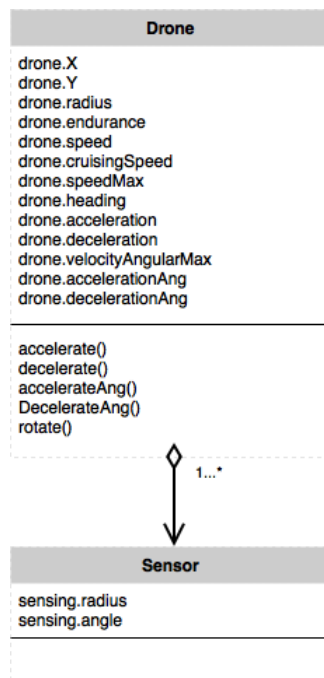 Drone
drone.X
drone.Y
drone.radius
drone.endurance
drone.speed
drone.cruisingSpeed
drone.speedMax
drone.heading
drone.acceleration
drone.deceleration
drone.velocityAngularMax
drone.accelerationAng
drone.decelerationAng
accelerate()
decelerate()
accelerateAng()
DecelerateAng()
rotate()
1...*
Sensor
sensing.radius
sensing.angle